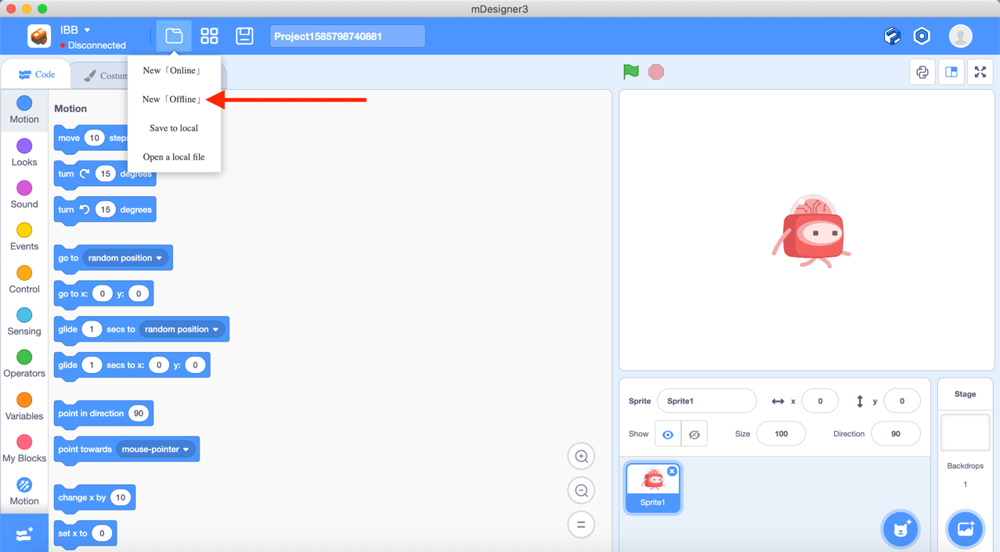 mDesigner3
IBB
Disconnected
Project1585798740881
Code
Costum
New「Online」
New「Offline」
Save to local
Open a local file
Motion
Looks
Sound
Events
Control
Sensing
Operators
Variables
My Blocks
Motion
Motion
move 10 steps
turn 15 degrees
turn 15 degrees
go to random position
go to x: 0 y: 0
glide 1 secs to random position
glide 1 secs to x: 0 y: 0
point in direction 90
point towards mouse-pointer
change x by 10
set x to 0
Sprite Sprite1 x 0 y 0
Show Size 100 Direction 90
Sprite1
Stage
Backdrops
1